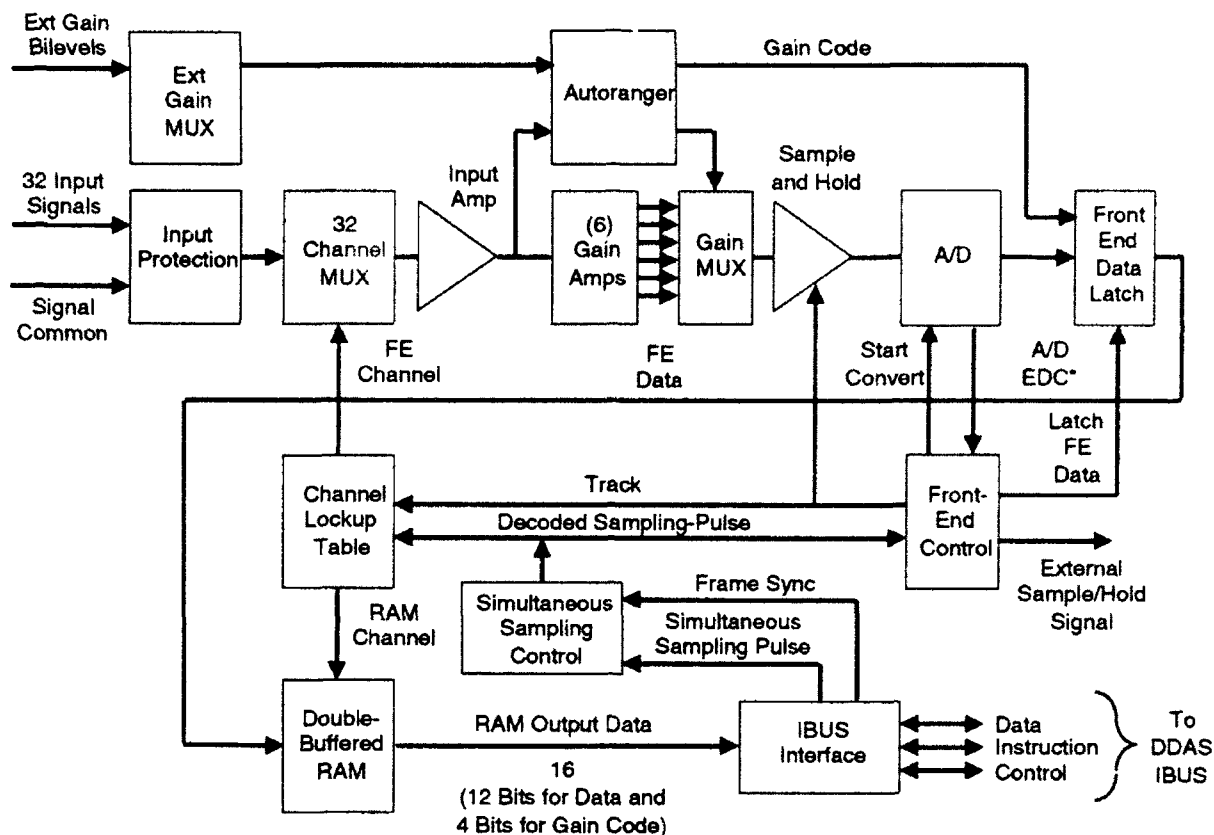 Ext Gain
Bilevels
Ext
Gain
MUX
Autoranger
Gain Code
32 Input
Signals
Input
Protection
Signal
Common
32
Channel
MUX
Input
Amp
(6)
Gain
Amps
Gain
MUX
Sample
and Hold
A/D
Front
End
Data
Latch
FE
Channel
FE
Data
Start
Convert
A/D
EDC*
Latch
FE
Data
Channel
Lockup
Table
Track
Decoded Sampling-Pulse
Front-
End
Control
External
Sample/Hold
Signal
RAM
Channel
Simultaneous
Sampling
Control
Frame Sync
Simultaneous
Sampling Pulse
Double-
Buffered
RAM
RAM Output Data
16
(12 Bits for Data and
4 Bits for Gain Code)
IBUS
Interface
Data
Instruction
Control
To
DDAS
IBUS